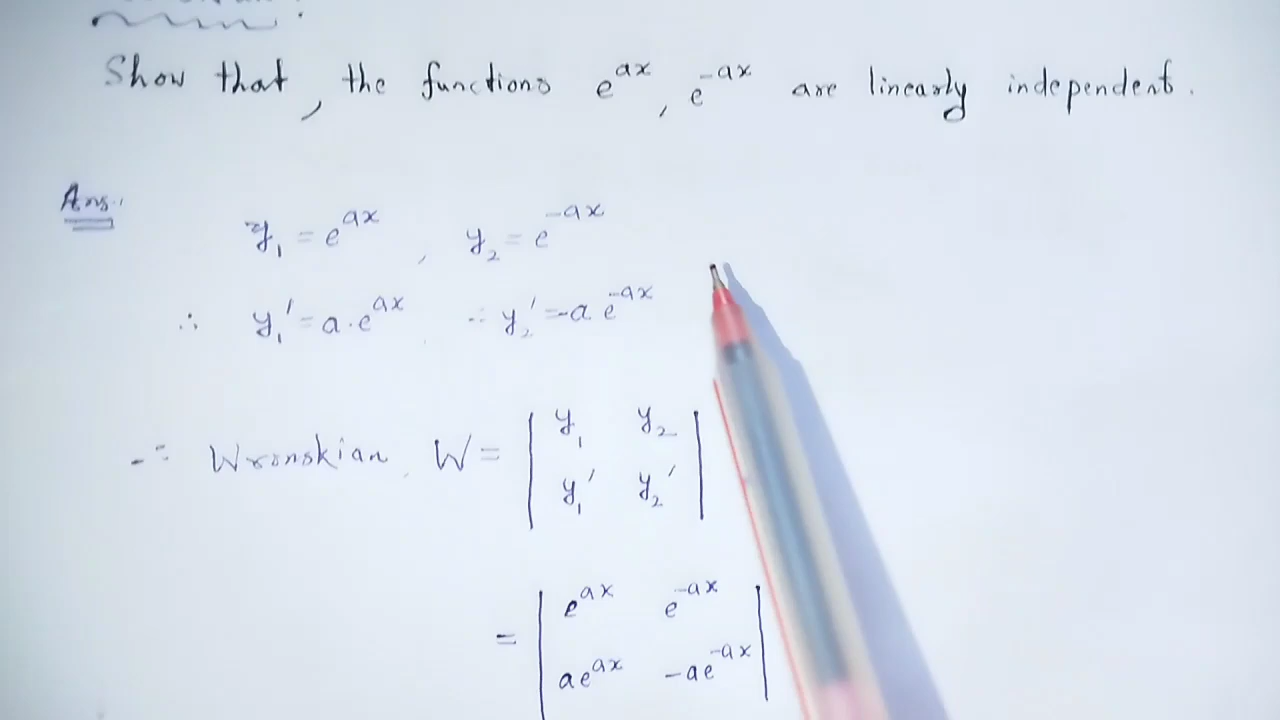 Show that, the functions e^{ax}, e^{-ax} are linearly independent.
Ans.
y₁ = e^{ax}, y₂ = e^{-ax}
∴ y₁' = a·e^{ax} ∴ y₂' = -a e^{-ax}
∴ Wronskian, W = | y₁ y₂ |
| y₁' y₂' |
= | e^{ax} e^{-ax} |
| ae^{ax} -ae^{-ax} |